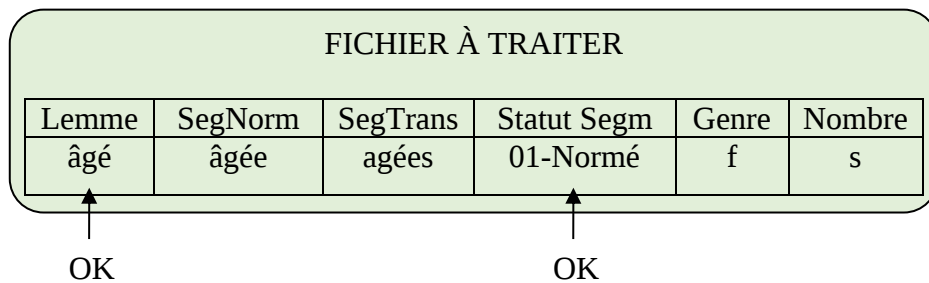 FICHIER À TRAITER
Lemme SegNorm SegTrans Statut Segm Genre Nombre
âgé âgée agées 01-Normé f s
OK OK